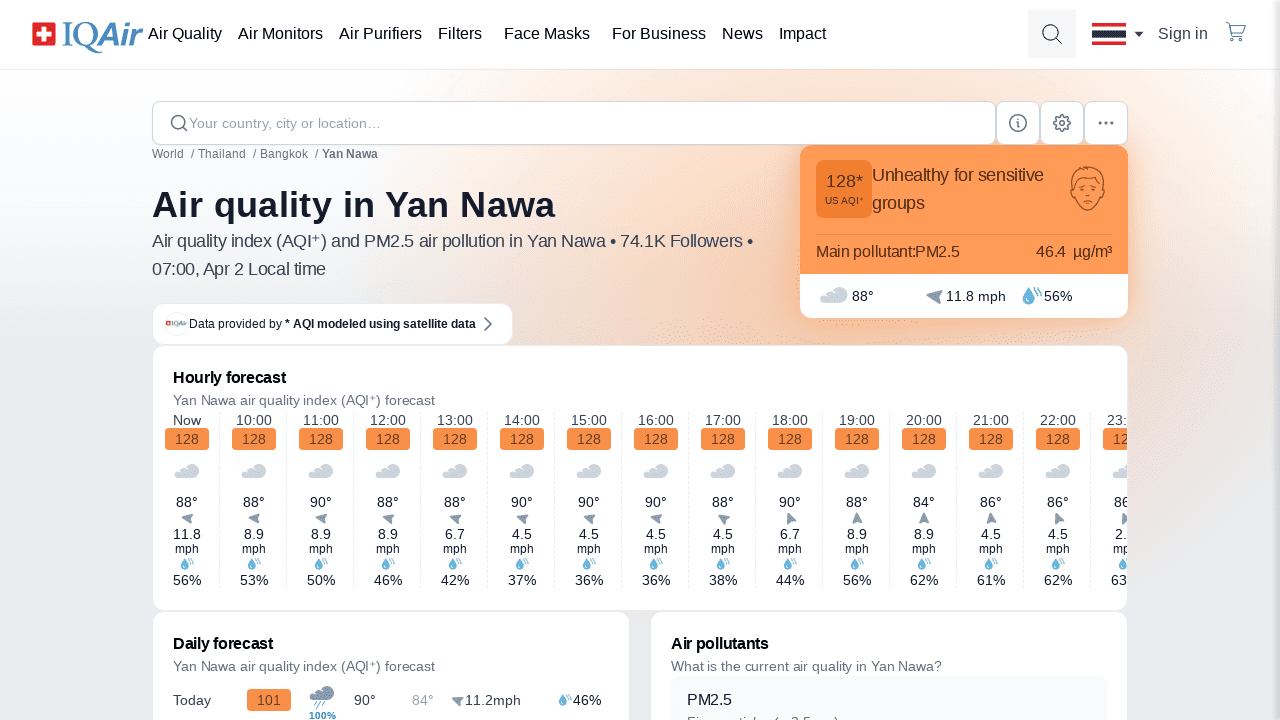 IQAir Air Quality Air Monitors Air Purifiers Filters Face Masks For Business News Impact Sign in
Your country, city or location…
World / Thailand / Bangkok / Yan Nawa
Air quality in Yan Nawa
Air quality index (AQI⁺) and PM2.5 air pollution in Yan Nawa • 74.1K Followers •
07:00, Apr 2 Local time
128*
US AQI⁺
Unhealthy for sensitive
groups
Main pollutant:PM2.5 46.4 µg/m³
88° 11.8 mph 56%
IQAir Data provided by * AQI modeled using satellite data
Hourly forecast
Yan Nawa air quality index (AQI⁺) forecast
Now 10:00 11:00 12:00 13:00 14:00 15:00 16:00 17:00 18:00 19:00 20:00 21:00 22:00 23:
128 128 128 128 128 128 128 128 128 128 128 128 128 128 12
88° 88° 90° 88° 88° 90° 90° 90° 88° 90° 88° 84° 86° 86° 86
11.8 8.9 8.9 8.9 6.7 4.5 4.5 4.5 4.5 6.7 8.9 8.9 4.5 4.5 2.
mph mph mph mph mph mph mph mph mph mph mph mph mph mph mp
56% 53% 50% 46% 42% 37% 36% 36% 38% 44% 56% 62% 61% 62% 63
Daily forecast
Yan Nawa air quality index (AQI⁺) forecast
Today 101 100% 90° 84° 11.2mph 46%
Air pollutants
What is the current air quality in Yan Nawa?
PM2.5